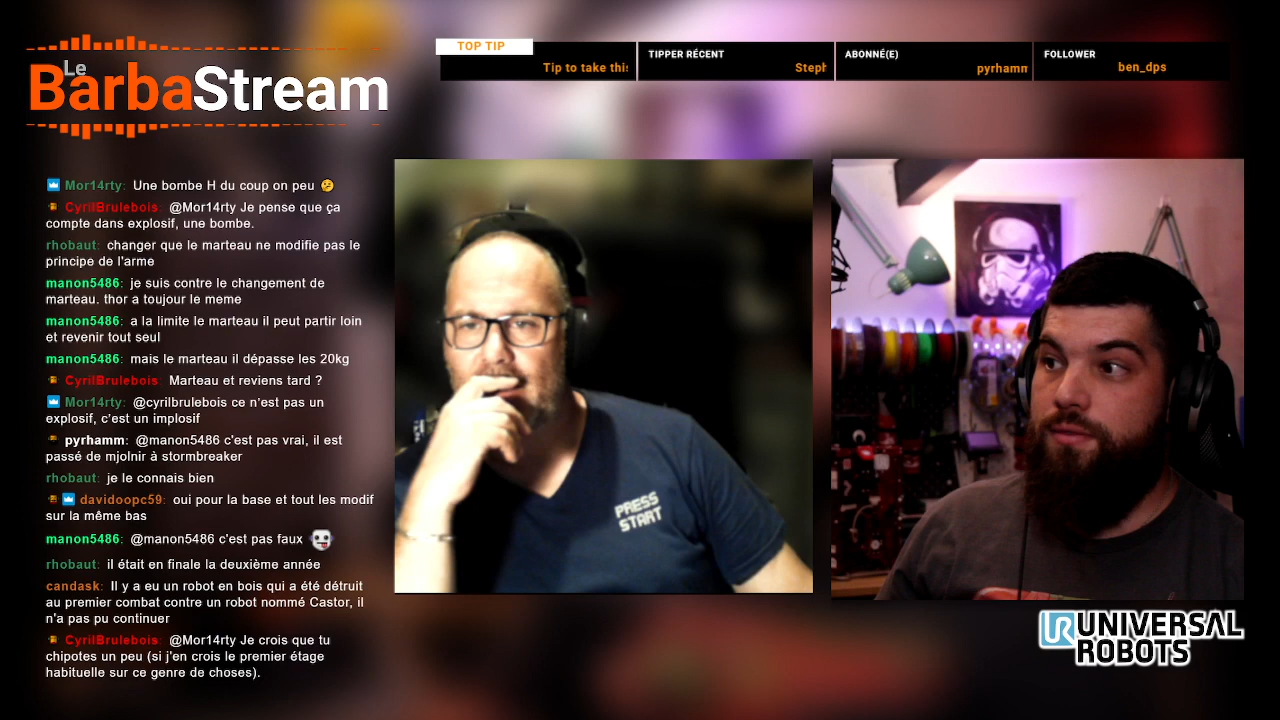 Le
BarbaStream
TOP TIP
Tip to take this
TIPPER RÉCENT
Steph
ABONNÉ(E)
pyrhamm
FOLLOWER
ben_dps
Mor14rty: Une bombe H du coup on peu 🤔
CyrilBrulebois: @Mor14rty Je pense que ça
compte dans explosif, une bombe.
rhobaut: changer que le marteau ne modifie pas le
principe de l'arme
manon5486: je suis contre le changement de
marteau. thor a toujour le meme
manon5486: a la limite le marteau il peut partir loin
et revenir tout seul
manon5486: mais le marteau il dépasse les 20kg
CyrilBrulebois: Marteau et reviens tard ?
Mor14rty: @cyrilbrulebois ce n'est pas un
explosif, c'est un implosif
pyrhamm: @manon5486 c'est pas vrai, il est
passé de mjolnir à stormbreaker
rhobaut: je le connais bien
davidoopc59: oui pour la base et tout les modif
sur la même bas
manon5486: @manon5486 c'est pas faux
rhobaut: il était en finale la deuxième année
candask: Il y a eu un robot en bois qui a été détruit
au premier combat contre un robot nommé Castor, il
n'a pas pu continuer
CyrilBrulebois: @Mor14rty Je crois que tu
chipotes un peu (si j'en crois le premier étage
habituelle sur ce genre de choses).
PRESS
START
UR UNIVERSAL
ROBOTS